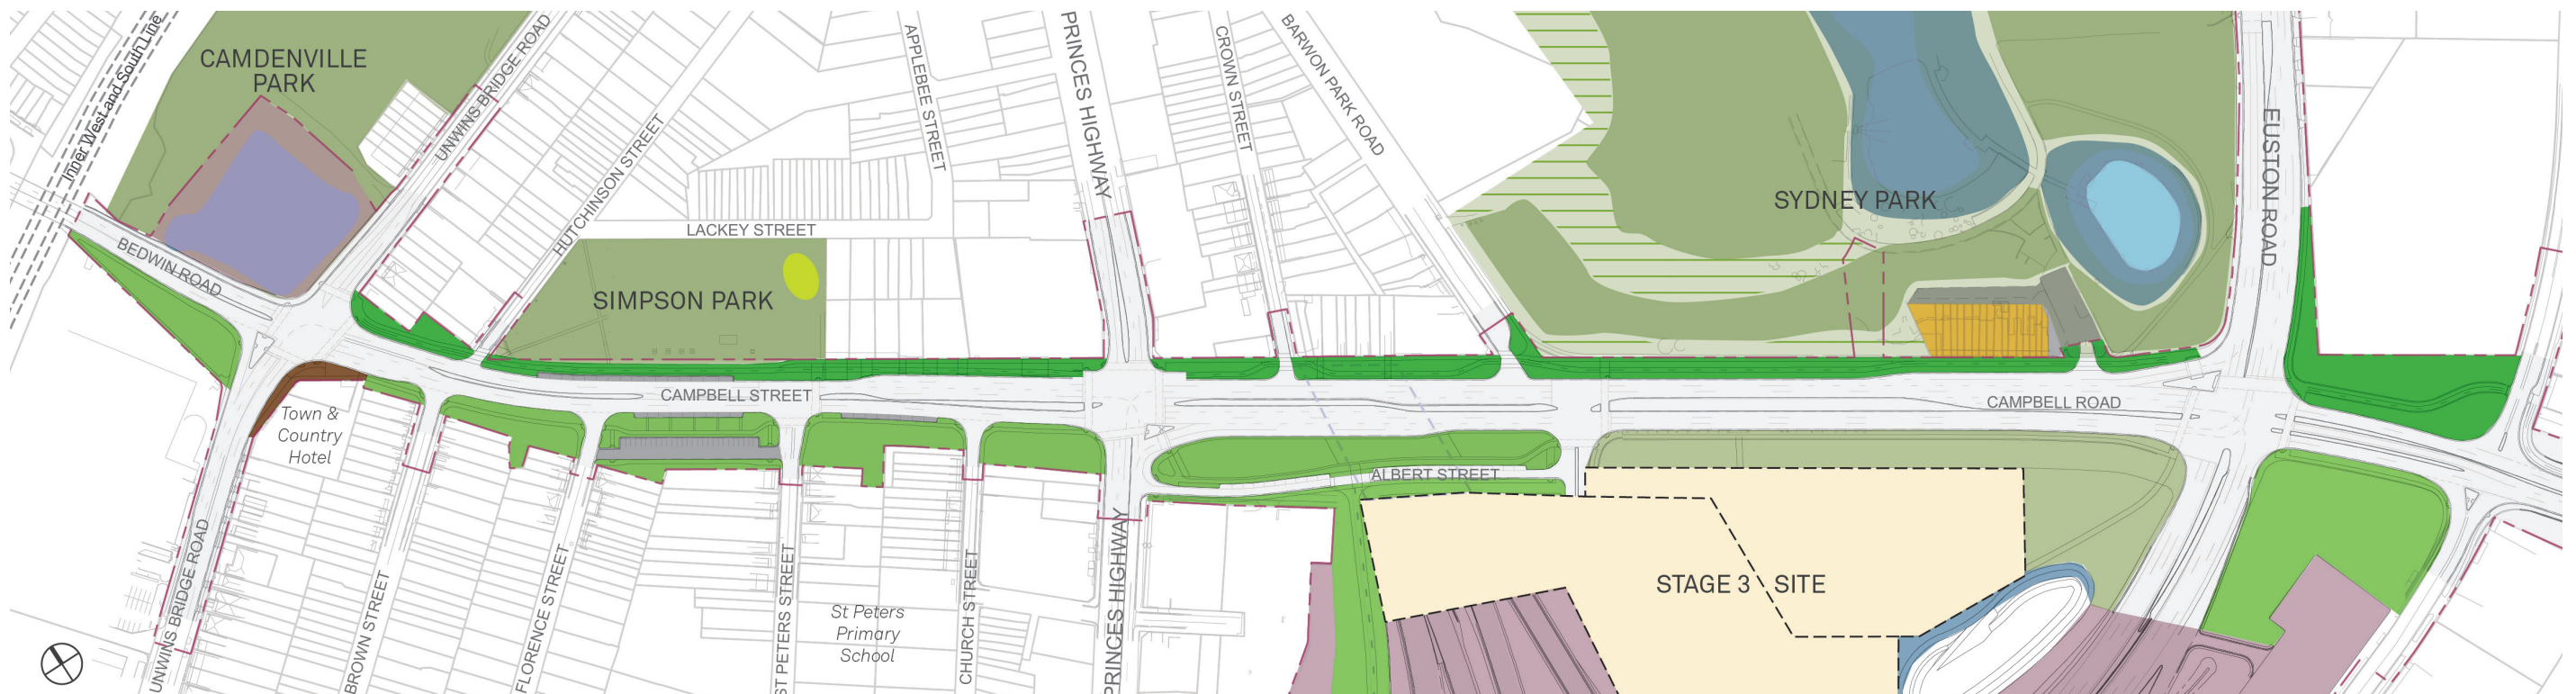 CAMDENVILLE
PARK
Inner West and South Line
UNWINS BRIDGE ROAD
HUTCHINSON STREET
APPLEBEE STREET
PRINCES HIGHWAY
CROWN STREET
BARWON PARK ROAD
EUSTON ROAD
SYDNEY PARK
LACKEY STREET
BEDWIN ROAD
SIMPSON PARK
CAMPBELL STREET
CAMPBELL ROAD
Town &
Country
Hotel
ALBERT STREET
STAGE 3 SITE
UNWINS BRIDGE ROAD
BROWN STREET
FLORENCE STREET
ST PETERS STREET
St Peters
Primary
School
CHURCH STREET
PRINCES HIGHWAY